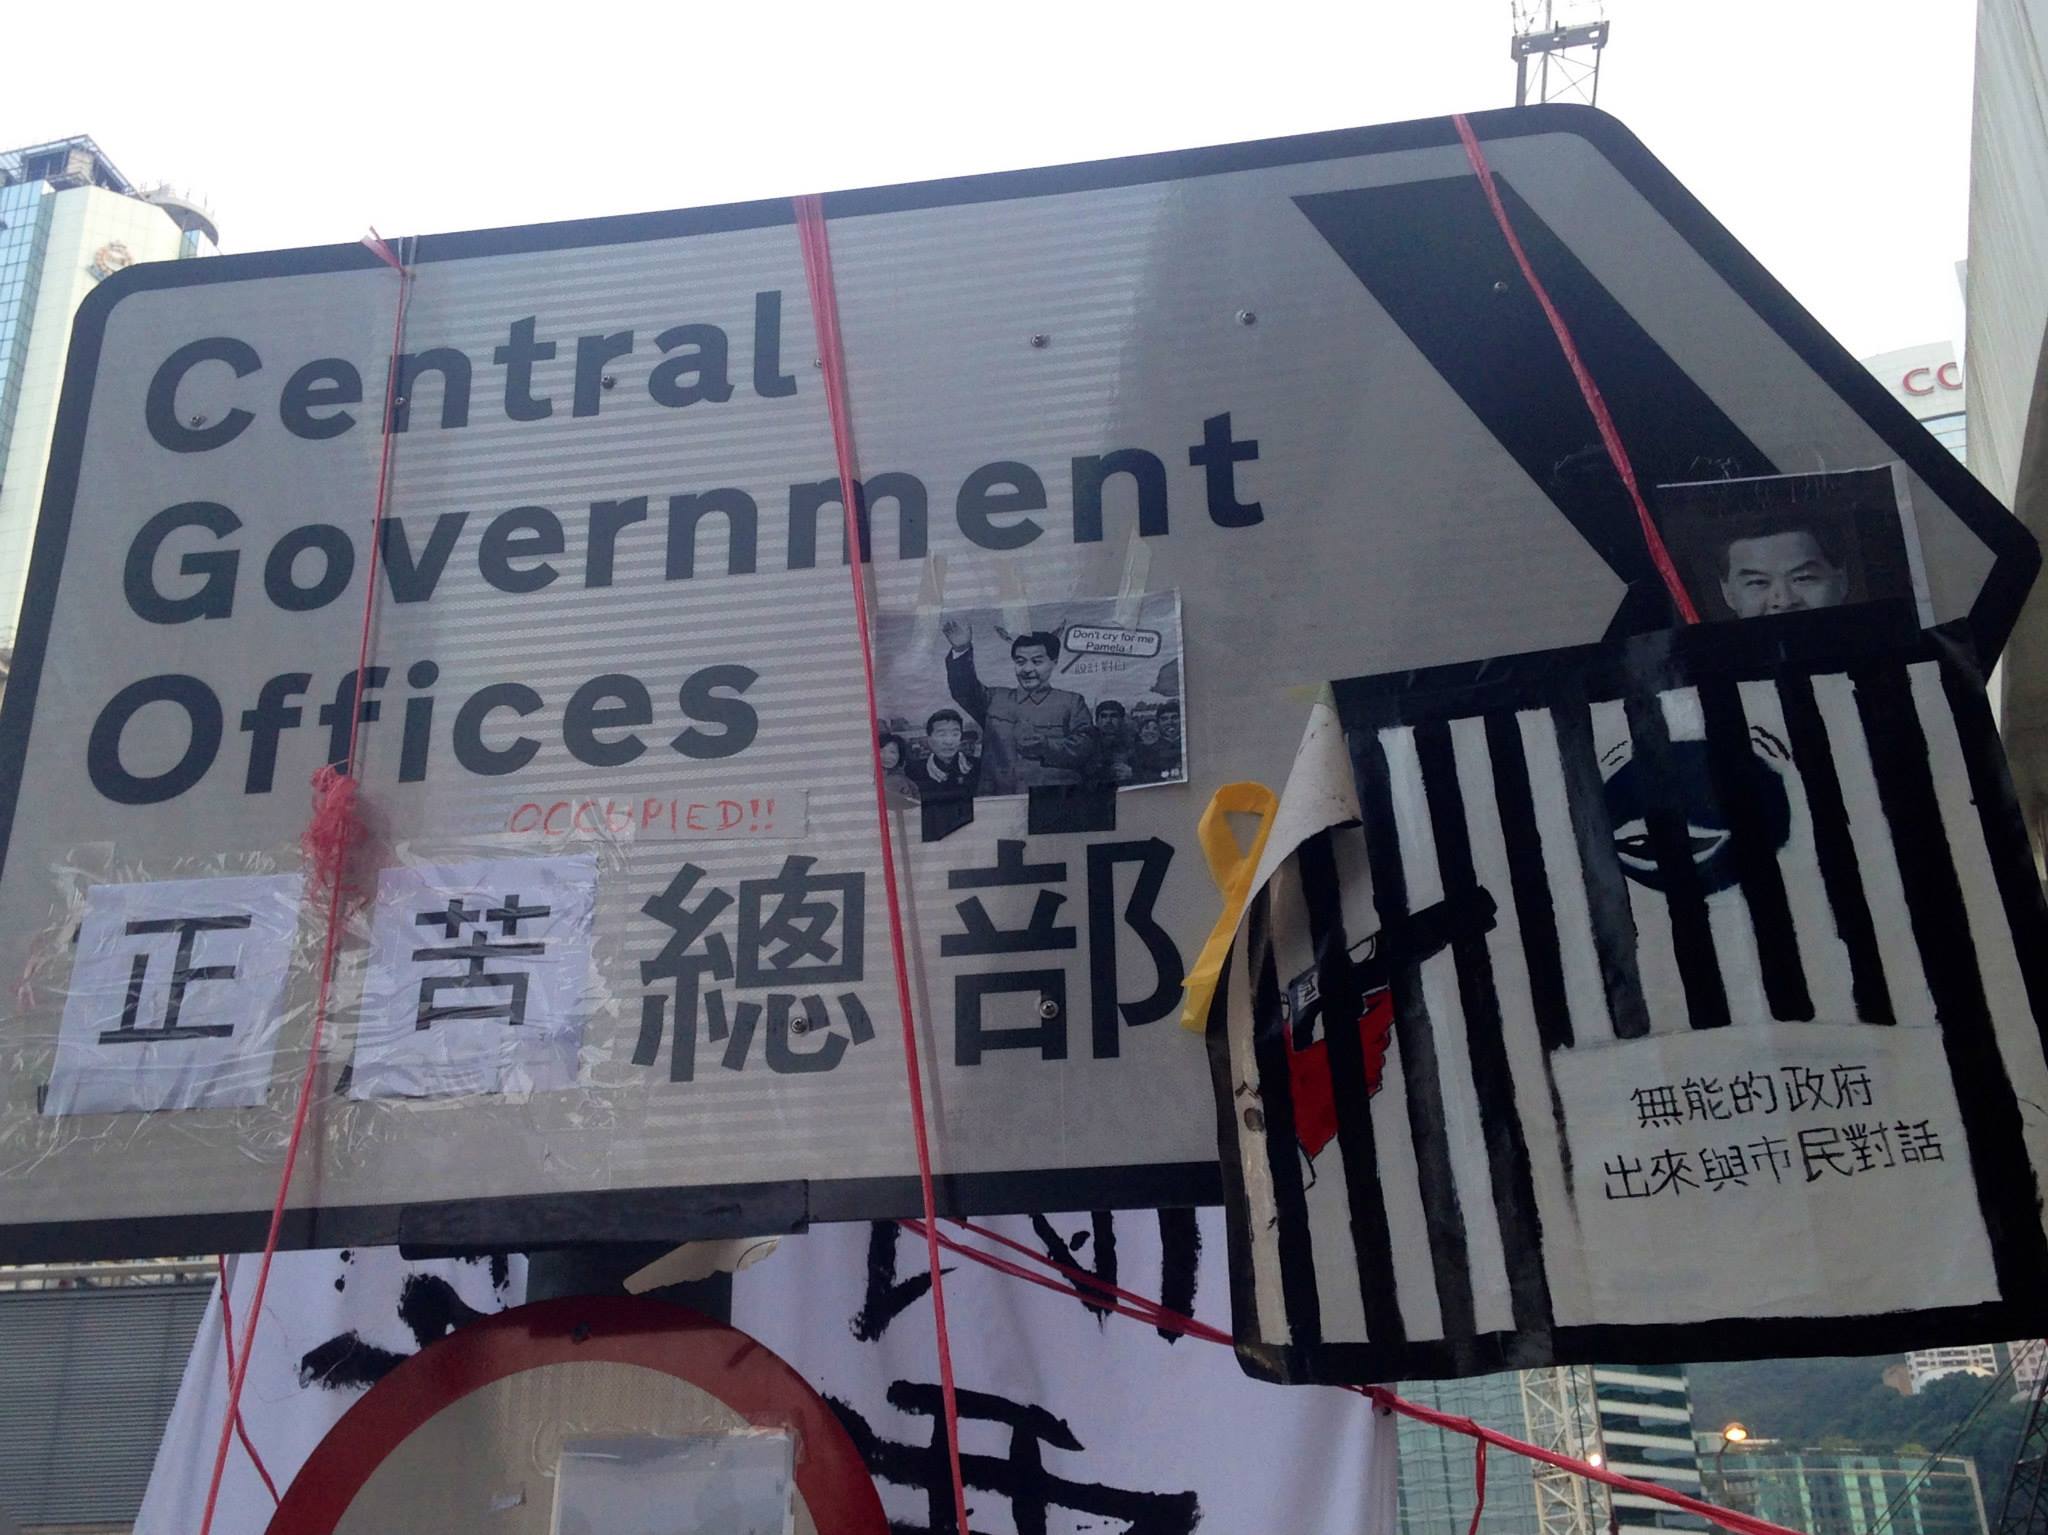 Central
Government
Offices
Don't cry for me
Pamela !
OCCUPIED!!
正苦總部
無能的政府
出來與市民對話